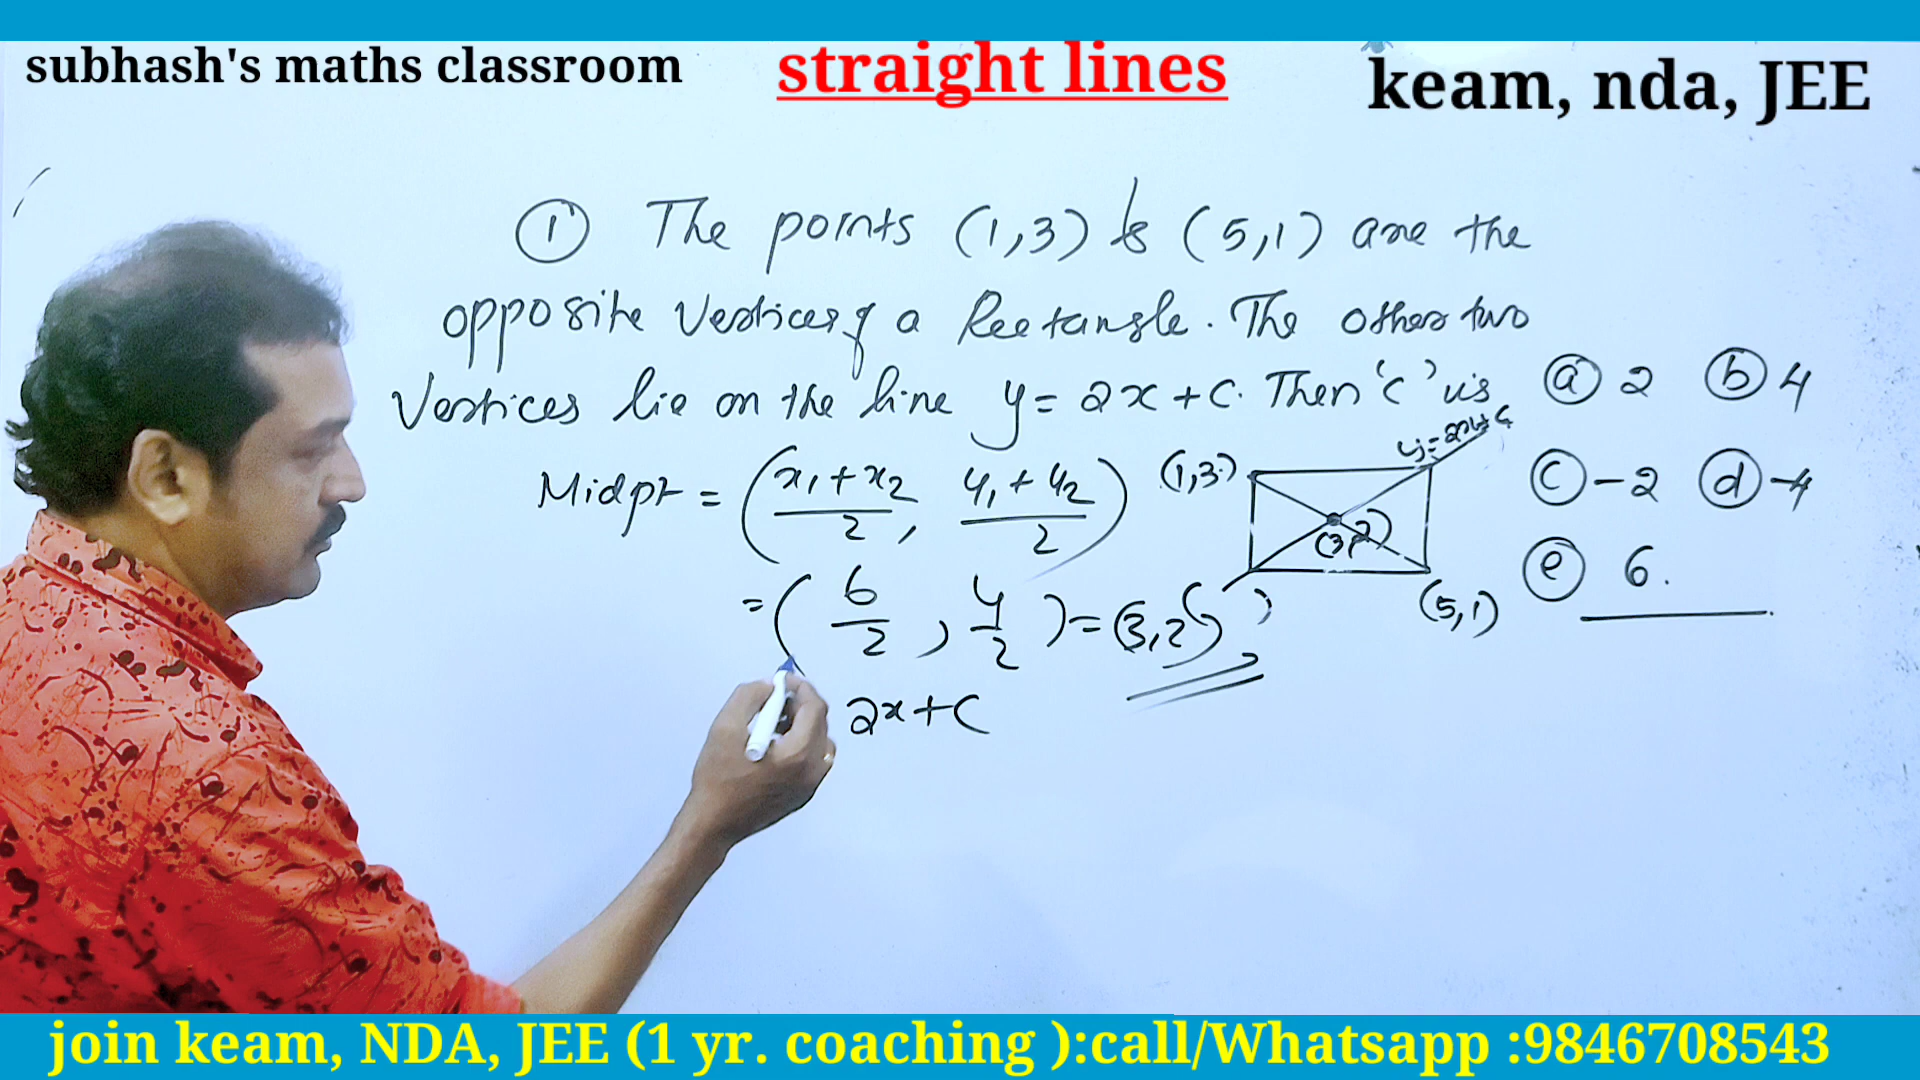 subhash's maths classroom
straight lines
keam, nda, JEE
① The points (1,3) & (5,1) are the
opposite vertices of a Rectangle. The other two
vertices lie on the line y = 2x + c. Then 'c' is
ⓐ 2 ⓑ 4
ⓒ -2 ⓓ -4
ⓔ 6.
Midpt = (x₁+x₂/2, y₁+y₂/2)
(1,3)
y=2x+c
(3,2)
(5,1)
= (6/2, 4/2) = (3,2)
2x+c
join keam, NDA, JEE (1 yr. coaching ):call/Whatsapp :9846708543